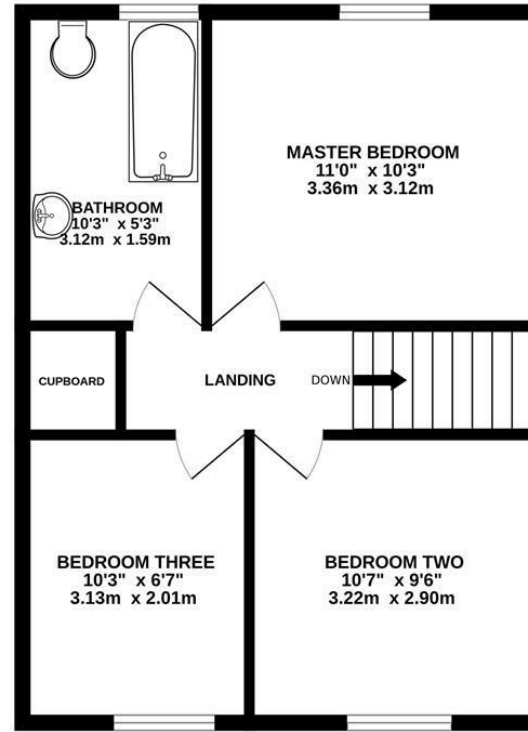 MASTER BEDROOM
11'0" x 10'3"
3.36m x 3.12m
BATHROOM
10'3" x 5'3"
3.12m x 1.59m
CUPBOARD
LANDING
DOWN
BEDROOM THREE
10'3" x 6'7"
3.13m x 2.01m
BEDROOM TWO
10'7" x 9'6"
3.22m x 2.90m